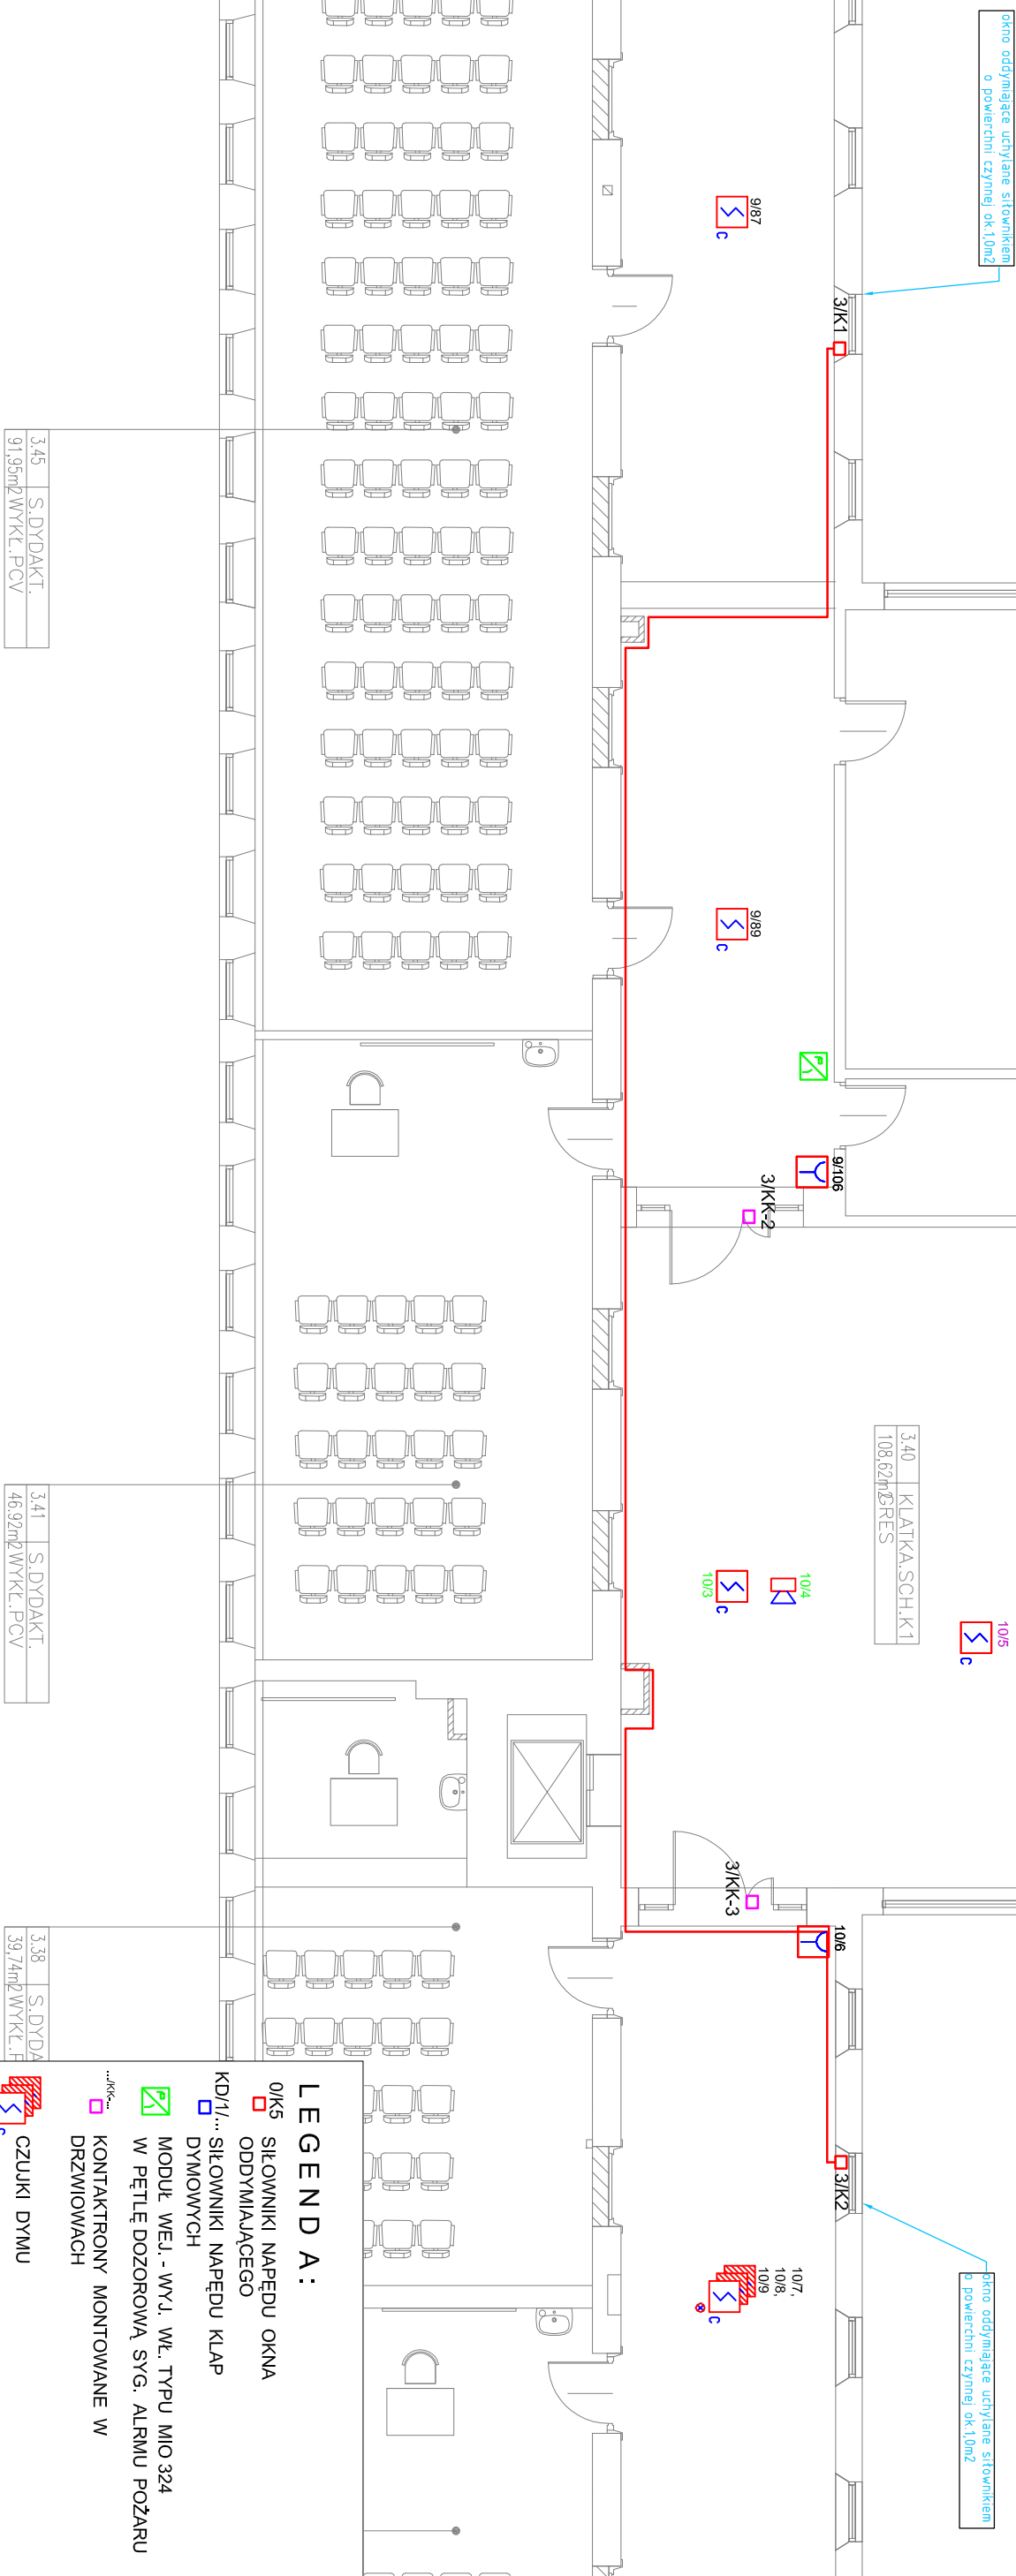 okno oddymiające uchylane siłownikiem
o powierzchni czynnej ok.1,0m2
9/87
C
3/K1
3.45 S.DYDAKT.
91,95m2 WYKŁ.PCV
9/89
C
9/106
3/KK-2
3.40 KLATKA.SCH.K1
108,62m2 GRES
3.41 S.DYDAKT.
46.92m2 WYKŁ.PCV
10/4
10/3
C
10/5
C
3/KK-3
10/6
3/K2
3.38 S.DYDA
39,74m2 WYKŁ.P
okno oddymiające uchylane siłownikiem
o powierzchni czynnej ok.1,0m2
10/7,
10/8,
10/9
C
LEGENDA:
0/K5 SIŁOWNIKI NAPĘDU OKNA
ODDYMIAJĄCEGO
KD/1/... SIŁOWNIKI NAPĘDU KLAP
DYMOWYCH
MODUŁ WEJ. - WYJ. WŁ. TYPU MIO 324
W PĘTLĘ DOZOROWĄ SYG. ALRMU POŻARU
.../KK-... KONTAKTRONY MONTOWANE W
DRZWIOWACH
C CZUJKI DYMU